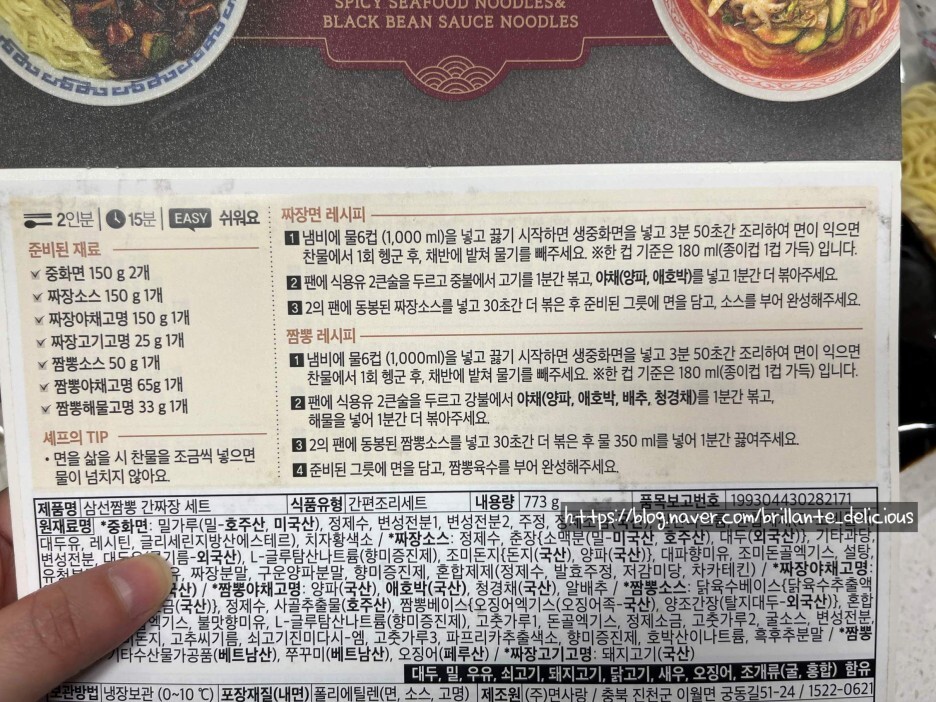 SPICY SEAFOOD NOODLES&
BLACK BEAN SAUCE NOODLES
2인분 15분 EASY 쉬워요
준비된 재료
중화면 150 g 2개
짜장소스 150 g 1개
짜장야채고명 150 g 1개
짜장고기고명 25 g 1개
짬뽕소스 50 g 1개
짬뽕야채고명 65g 1개
짬뽕해물고명 33 g 1개
셰프의 TIP
• 면을 삶을 시 찬물을 조금씩 넣으면
물이 넘치지 않아요.
짜장면 레시피
1 냄비에 물6컵 (1,000 ml)을 넣고 끓기 시작하면 생중화면을 넣고 3분 50초간 조리하여 면이 익으면
찬물에서 1회 헹군 후, 채반에 받쳐 물기를 빼주세요. ※한 컵 기준은 180 ml(종이컵 1컵 가득) 입니다.
2 팬에 식용유 2큰술을 두르고 중불에서 고기를 1분간 볶고, 야채(양파, 애호박)를 넣고 1분간 더 볶아주세요.
3 2의 팬에 동봉된 짜장소스를 넣고 30초간 더 볶은 후 준비된 그릇에 면을 담고, 소스를 부어 완성해주세요.
짬뽕 레시피
1 냄비에 물6컵 (1,000ml)을 넣고 끓기 시작하면 생중화면을 넣고 3분 50초간 조리하여 면이 익으면
찬물에서 1회 헹군 후, 채반에 받쳐 물기를 빼주세요. ※한 컵 기준은 180 ml(종이컵 1컵 가득) 입니다.
2 팬에 식용유 2큰술을 두르고 강불에서 야채(양파, 애호박, 배추, 청경채)를 1분간 볶고,
해물을 넣어 1분간 더 볶아주세요.
3 2의 팬에 동봉된 짬뽕소스를 넣고 30초간 더 볶은 후 물 350 ml를 넣어 1분간 끓여주세요.
4 준비된 그릇에 면을 담고, 짬뽕육수를 부어 완성해주세요.
제품명 삼선짬뽕 간짜장 세트 식품유형 간편조리세트 내용량 773 g 품목보고번호 199304430282171
https://blog.naver.com/brillante_delicious
원재료명 *중화면: 밀가루(밀-호주산, 미국산), 정제수, 변성전분1, 변성전분2, 주정,
대두유, 레시틴, 글리세린지방산에스테르), 치자황색소 / *짜장소스: 정제수, 춘장{소맥분(밀-미국산, 호주산), 대두(외국산)}, 기타과당,
변성전분, 기름-외국산), L-글루탐산나트륨(향미증진제), 조미돈지{돈지(국산), 양파(국산)}, 대파향미유, 조미돈골엑기스, 설탕,
짜장분말, 구운양파분말, 향미증진제, 혼합제제(정제수, 발효주정, 저감미당, 차카테킨) / *짜장야채고명:
국산) / *짬뽕야채고명: 양파(국산), 애호박(국산), 청경채(국산), 알배추 / *짬뽕소스: 닭육수베이스{닭육수추출액
(국산)}, 정제수, 사골추출물(호주산), 짬뽕베이스{오징어엑기스(오징어족-국산), 양조간장(탈지대두-외국산)}, 혼합
엑기스, 불맛향미유, L-글루탐산나트륨(향미증진제), 고춧가루1, 돈골엑기스, 정제소금, 고춧가루2, 굴소스, 변성전분,
돈지, 고추씨기름, 쇠고기진미다시-엠, 고춧가루3, 파프리카추출색소, 향미증진제, 호박산이나트륨, 흑후추분말 / *짬뽕
기타수산물가공품(베트남산), 쭈꾸미(베트남산), 오징어(페루산) / *짜장고기고명: 돼지고기(국산)
대두, 밀, 우유, 쇠고기, 돼지고기, 닭고기, 새우, 오징어, 조개류(굴, 홍합) 함유
보관방법 냉장보관 (0~10 ℃) 포장재질(내면) 폴리에틸렌(면, 소스, 고명) 제조원 (주)면사랑 / 충북 진천군 이월면 궁동길51-24 / 1522-0621